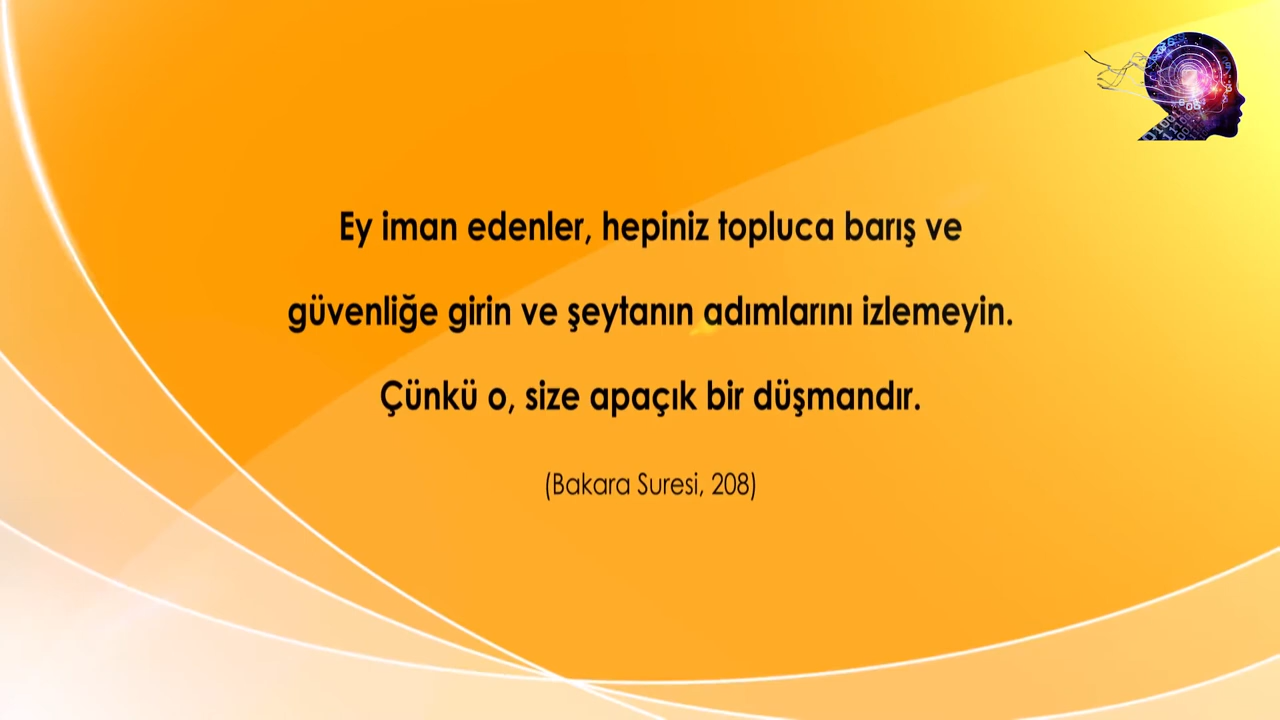 Ey iman edenler, hepiniz topluca barış ve
güvenliğe girin ve şeytanın adımlarını izlemeyin.
Çünkü o, size apaçık bir düşmandır.
(Bakara Suresi, 208)